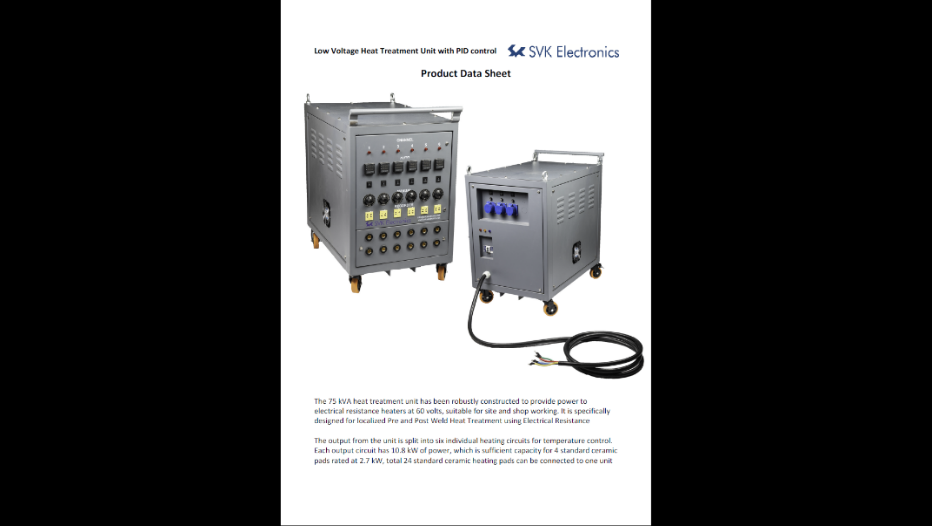 Low Voltage Heat Treatment Unit with PID control
SVK Electronics
Product Data Sheet
The 75 kVA heat treatment unit has been robustly constructed to provide power to
electrical resistance heaters at 60 volts, suitable for site and shop working. It is specifically
designed for localized Pre and Post Weld Heat Treatment using Electrical Resistance
The output from the unit is split into six individual heating circuits for temperature control.
Each output circuit has 10.8 kW of power, which is sufficient capacity for 4 standard ceramic
pads rated at 2.7 kW, total 24 standard ceramic heating pads can be connected to one unit